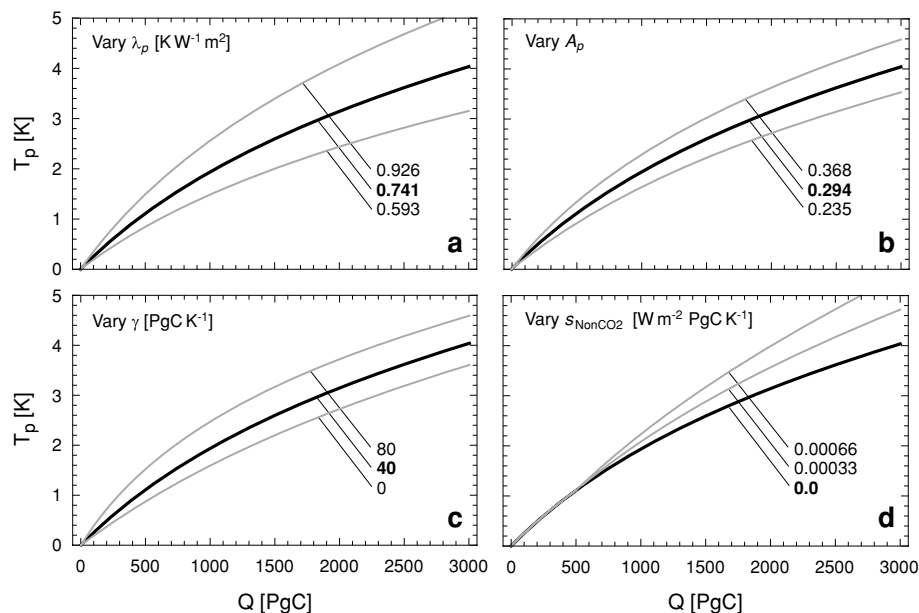 Vary λp [K W-1 m2]
Tp [K]
5
4
3
2
1
0
0.926
0.741
0.593
a
Vary Ap
0.368
0.294
0.235
b
Vary γ [PgC K-1]
Tp [K]
5
4
3
2
1
0
80
40
0
c
0 500 1000 1500 2000 2500 3000
Q [PgC]
Vary sNonCO2 [W m-2 PgC K-1]
0.00066
0.00033
0.0
d
0 500 1000 1500 2000 2500 3000
Q [PgC]